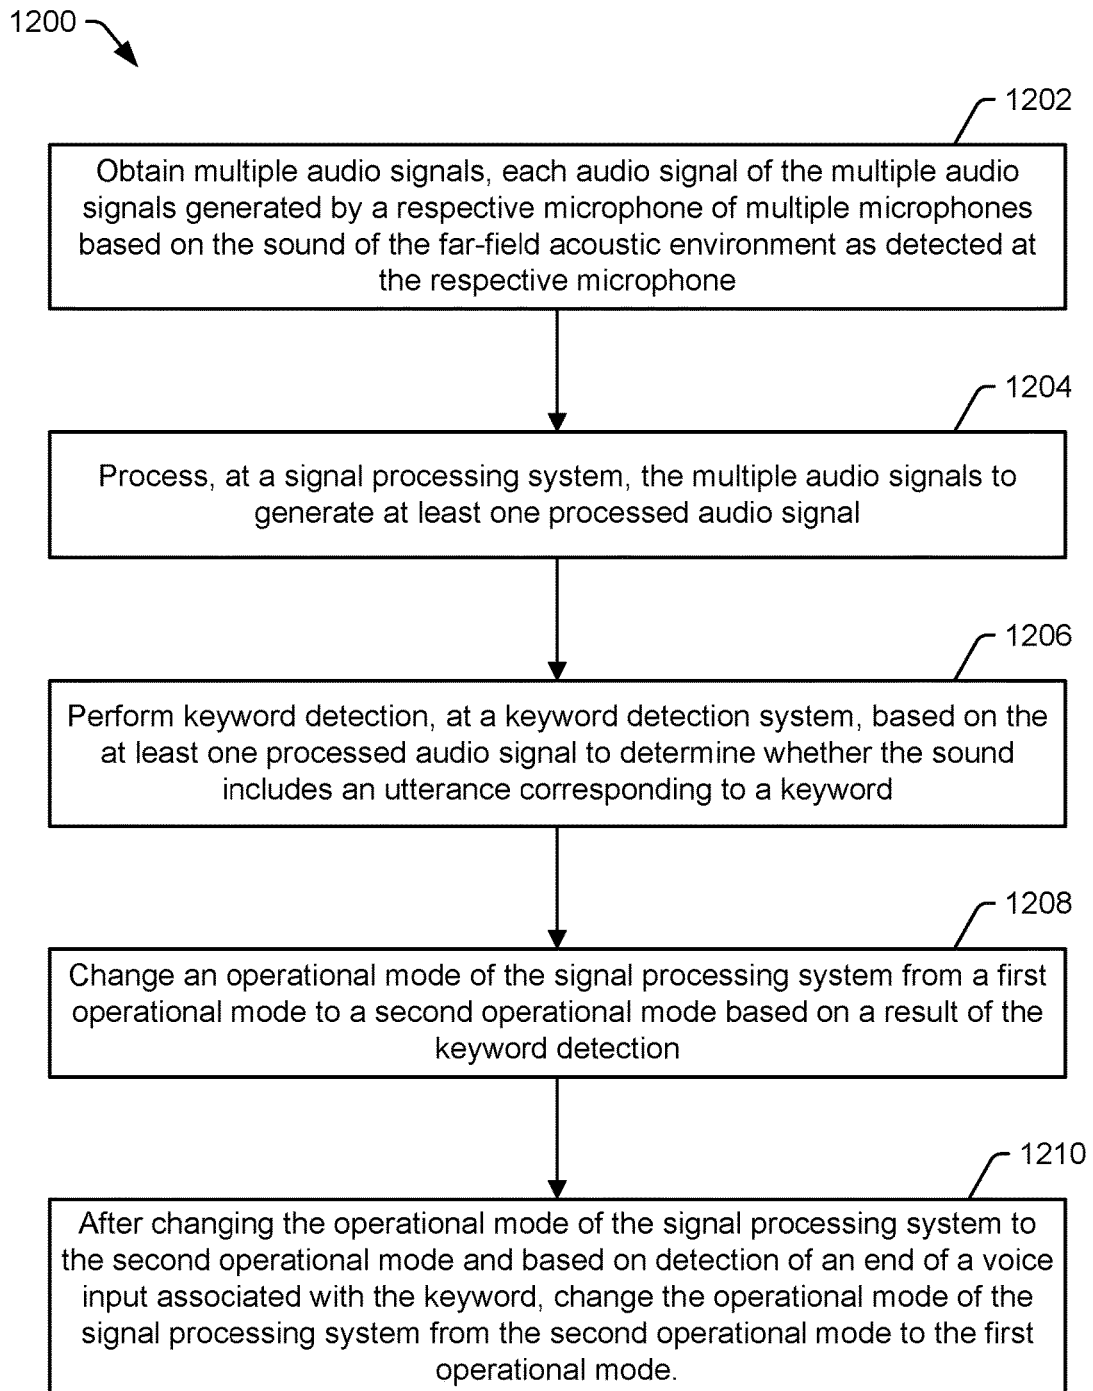 1200
1202
Obtain multiple audio signals, each audio signal of the multiple audio
signals generated by a respective microphone of multiple microphones
based on the sound of the far-field acoustic environment as detected at
the respective microphone
1204
Process, at a signal processing system, the multiple audio signals to
generate at least one processed audio signal
1206
Perform keyword detection, at a keyword detection system, based on the
at least one processed audio signal to determine whether the sound
includes an utterance corresponding to a keyword
1208
Change an operational mode of the signal processing system from a first
operational mode to a second operational mode based on a result of the
keyword detection
1210
After changing the operational mode of the signal processing system to
the second operational mode and based on detection of an end of a voice
input associated with the keyword, change the operational mode of the
signal processing system from the second operational mode to the first
operational mode.